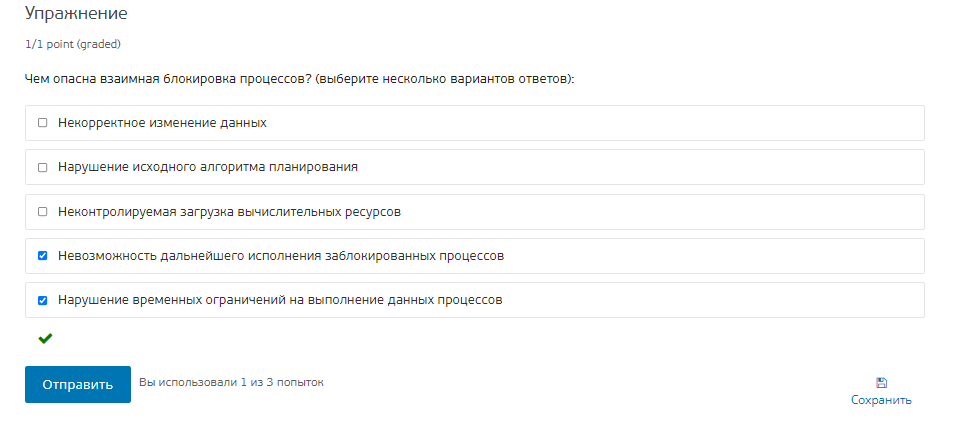 Упражнение
1/1 point (graded)
Чем опасна взаимная блокировка процессов? (выберите несколько вариантов ответов):
Некорректное изменение данных
Нарушение исходного алгоритма планирования
Неконтролируемая загрузка вычислительных ресурсов
Невозможность дальнейшего исполнения заблокированных процессов
Нарушение временных ограничений на выполнение данных процессов
Отправить Вы использовали 1 из 3 попыток
Сохранить